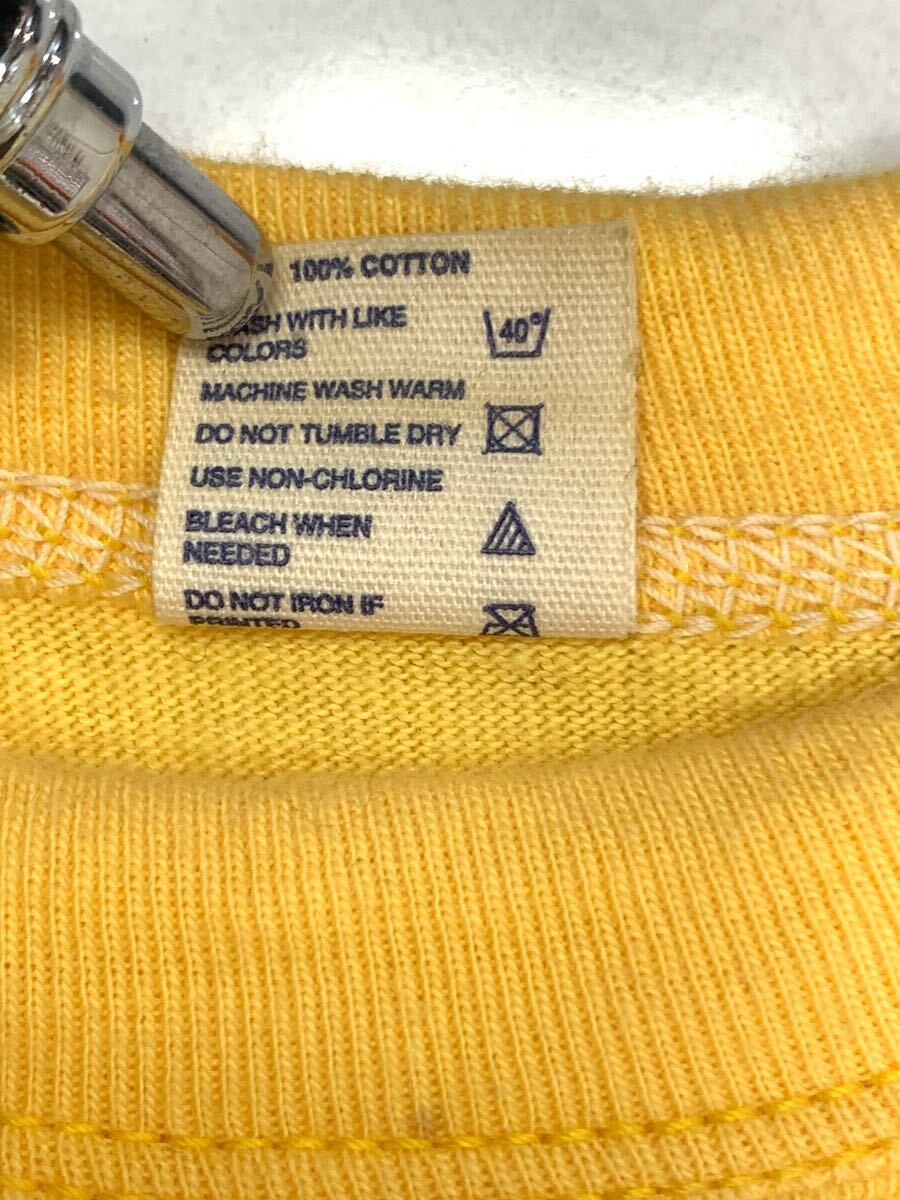 100% COTTON
WITH LIKE
COLORS
40°
MACHINE WASH WARM
DO NOT TUMBLE DRY
USE NON-CHLORINE
BLEACH WHEN
NEEDED
DO NOT IRON IF
PRINTED